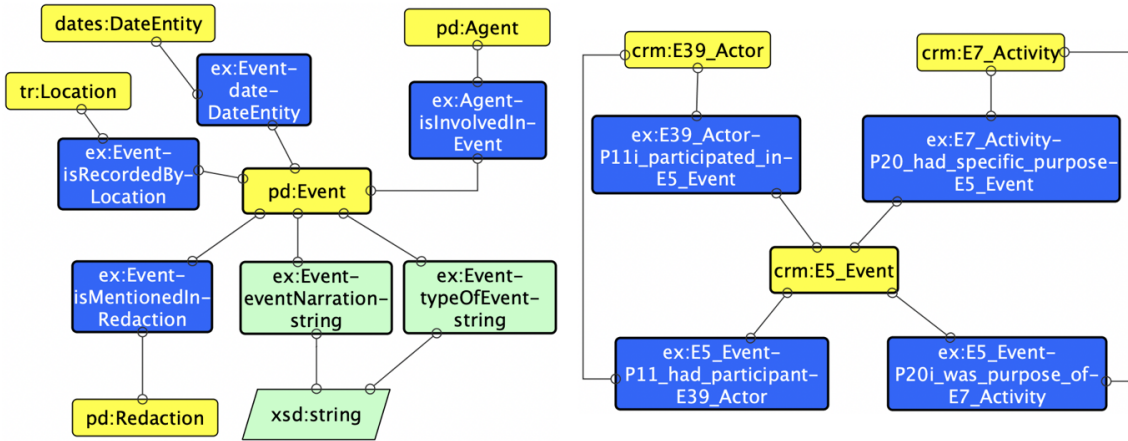 dates:DateEntity
pd:Agent
tr:Location
ex:Event-
date-
DateEntity
ex:Agent-
isInvolvedIn-
Event
ex:Event-
isRecordedBy-
Location
pd:Event
ex:Event-
isMentionedIn-
Redaction
ex:Event-
eventNarration-
string
ex:Event-
typeOfEvent-
string
pd:Redaction
xsd:string
crm:E39_Actor
crm:E7_Activity
ex:E39_Actor-
P11i_participated_in-
E5_Event
ex:E7_Activity-
P20_had_specific_purpose-
E5_Event
crm:E5_Event
ex:E5_Event-
P11_had_participant-
E39_Actor
ex:E5_Event-
P20i_was_purpose_of-
E7_Activity